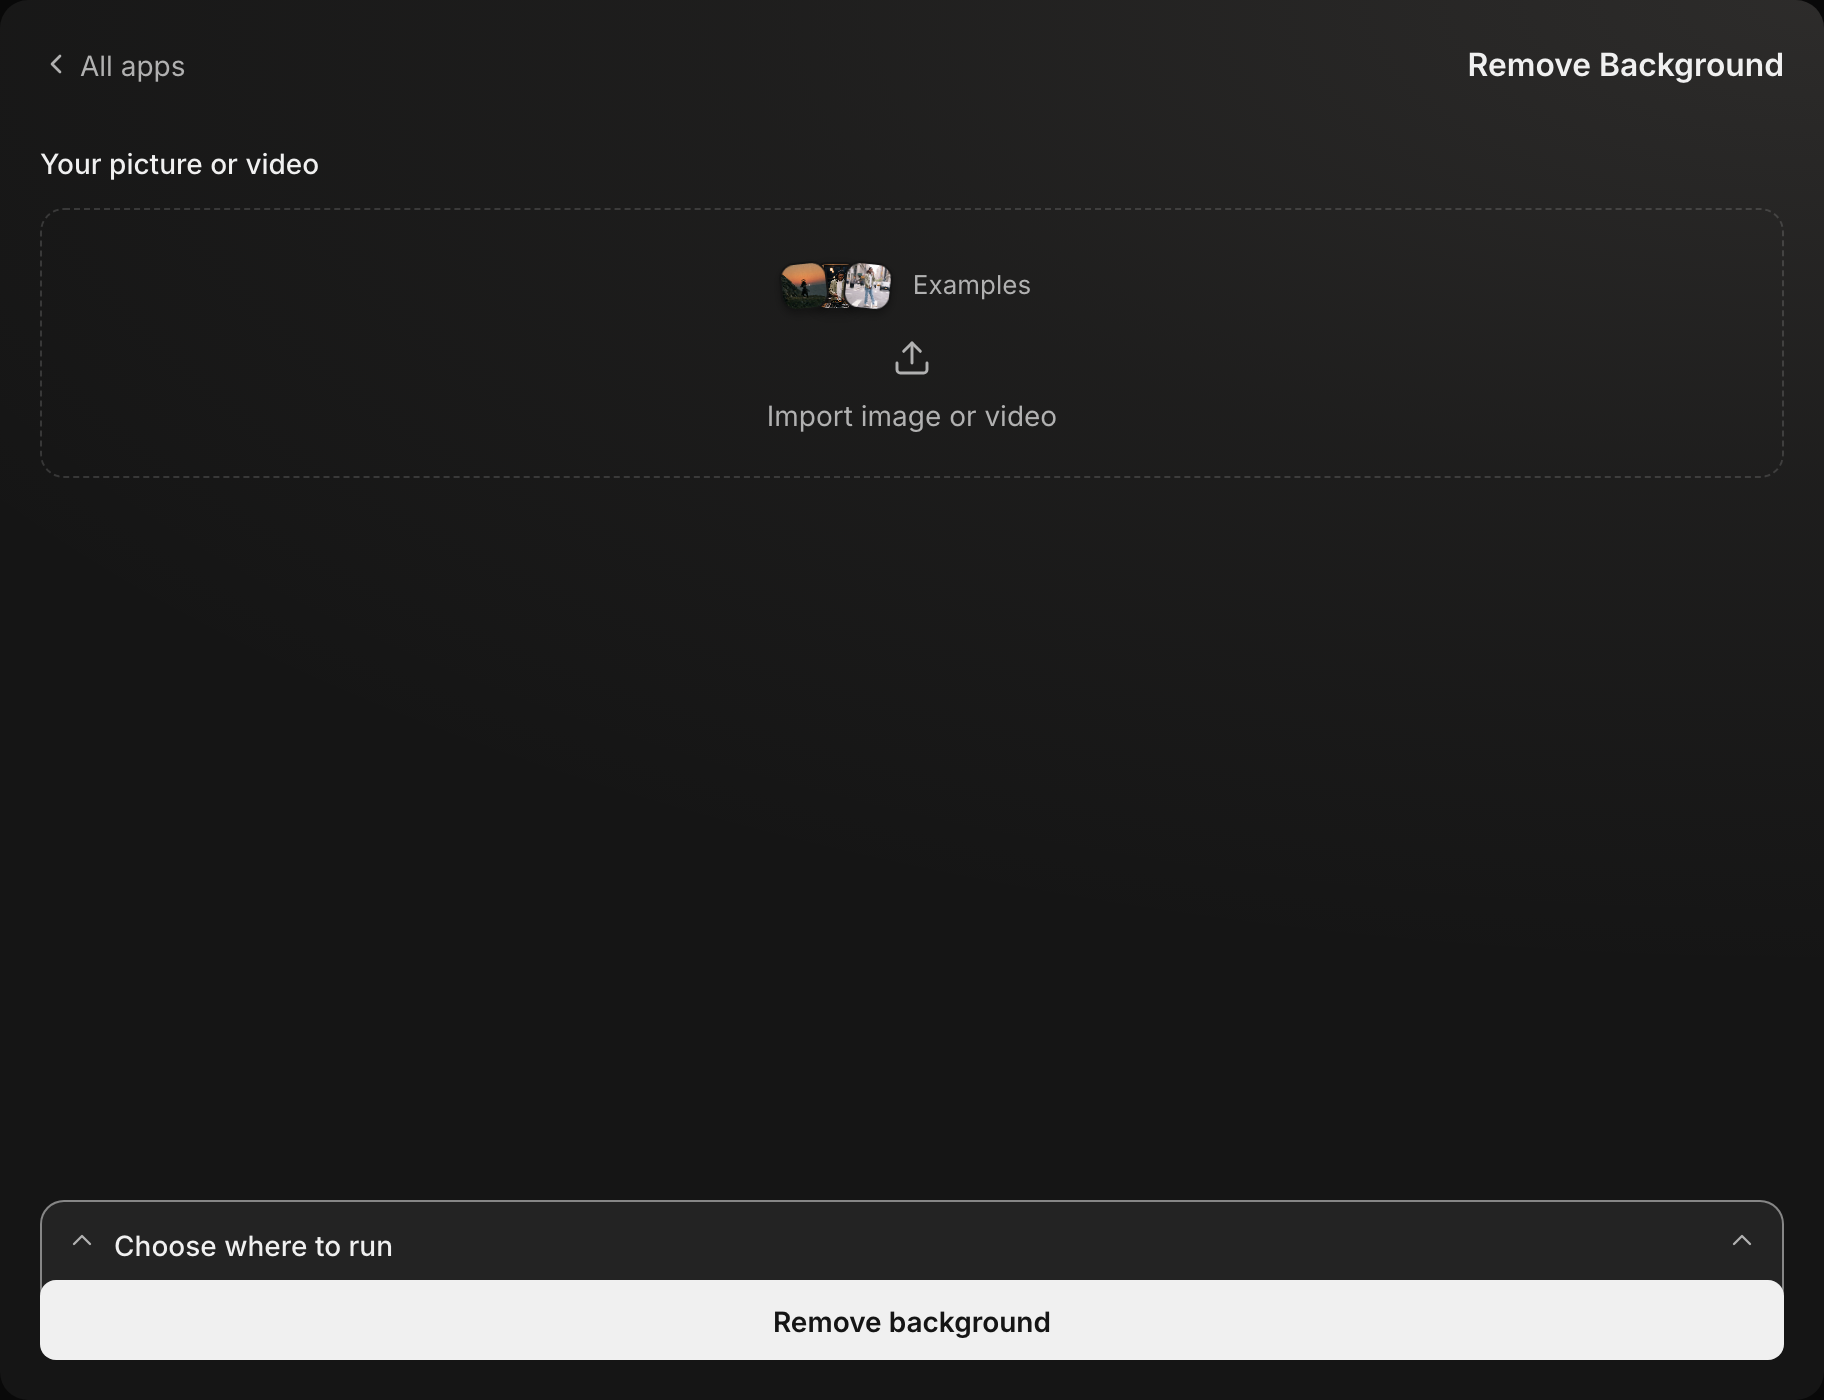 All apps
Remove Background
Your picture or video
Examples
Import image or video
Choose where to run
Remove background